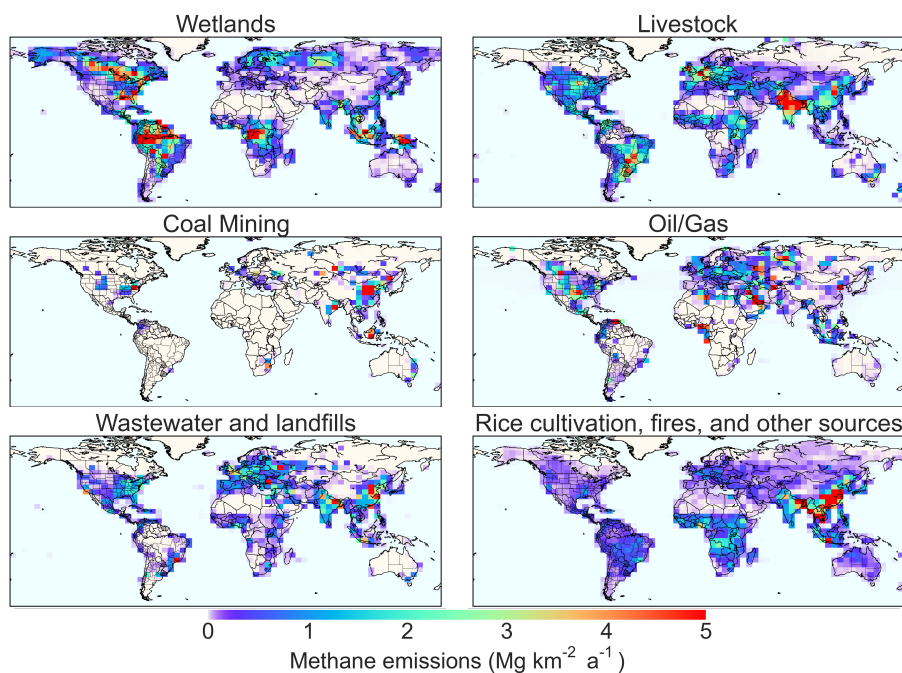 Wetlands
Livestock
Coal Mining
Oil/Gas
Wastewater and landfills
Rice cultivation, fires, and other sources
0 1 2 3 4 5
Methane emissions (Mg km⁻² a⁻¹)